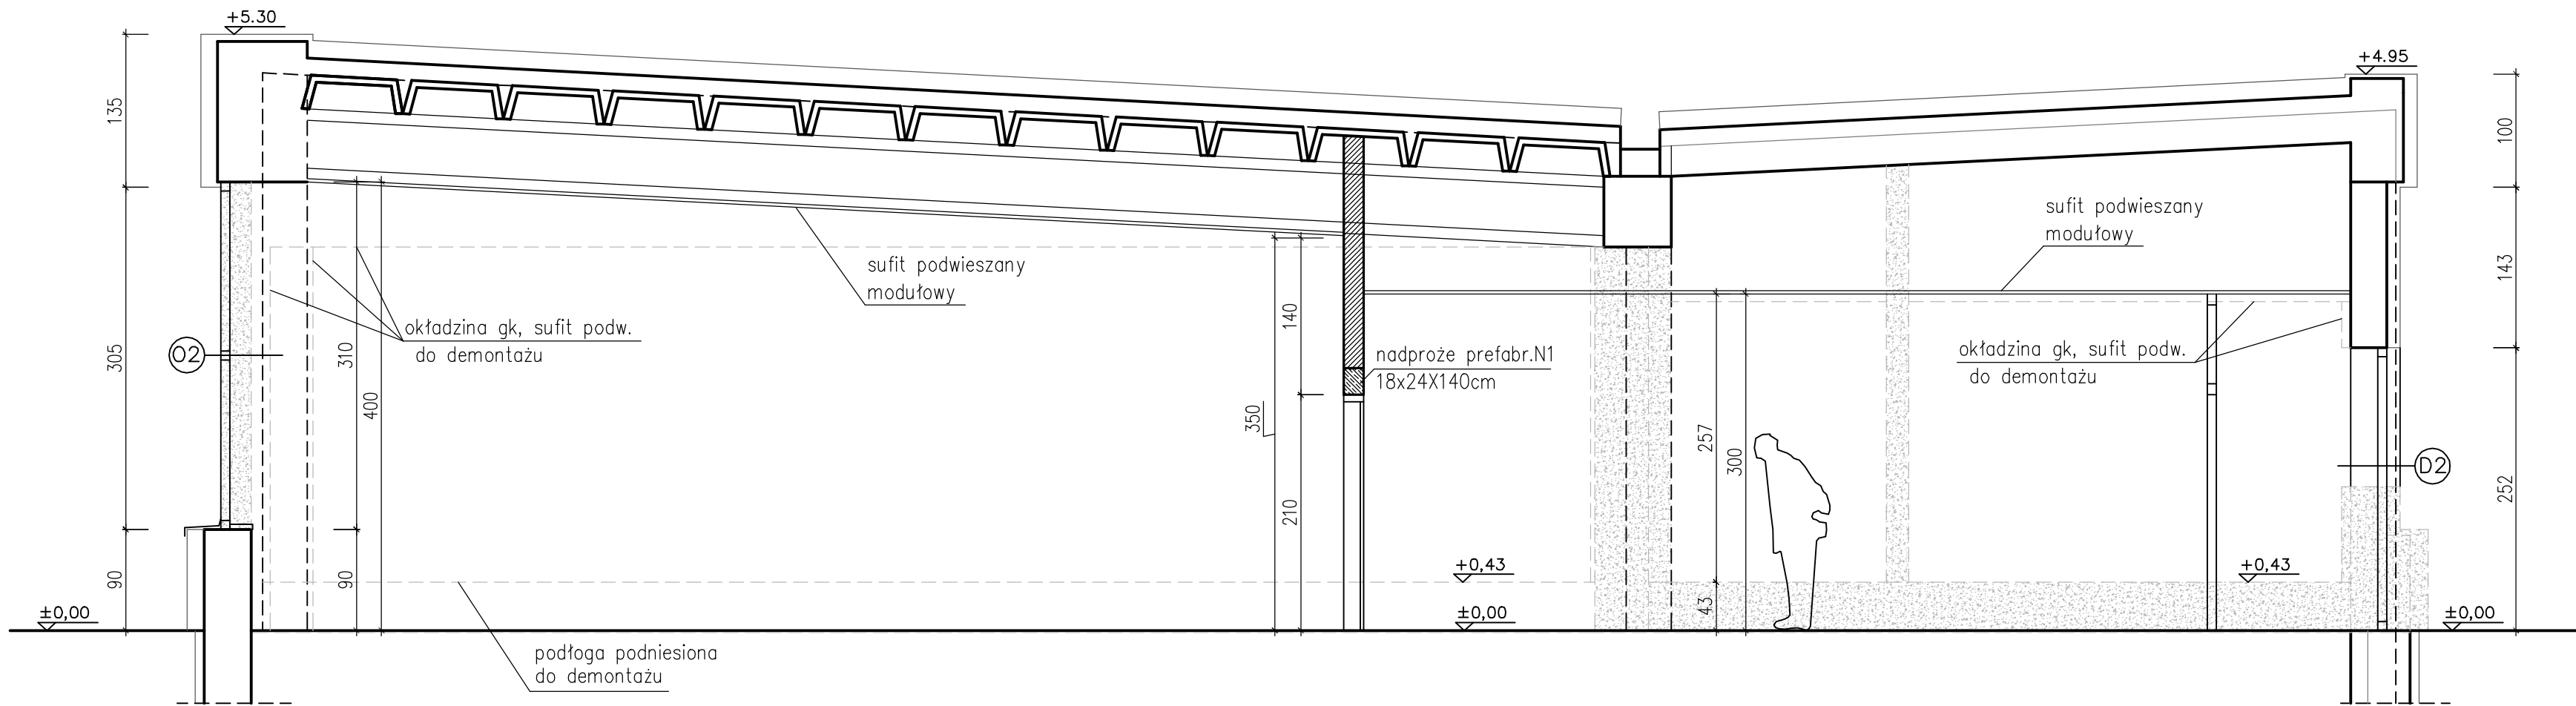 +5.30
+4.95
135
100
sufit podwieszany
modułowy
sufit podwieszany
modułowy
143
140
okładzina gk, sufit podw.
do demontażu
O2
305
310
400
nadproże prefabr.N1
18x24X140cm
okładzina gk, sufit podw.
do demontażu
350
257
300
D2
252
210
+0,43
+0,43
90
90
43
±0,00
±0,00
±0,00
podłoga podniesiona
do demontażu